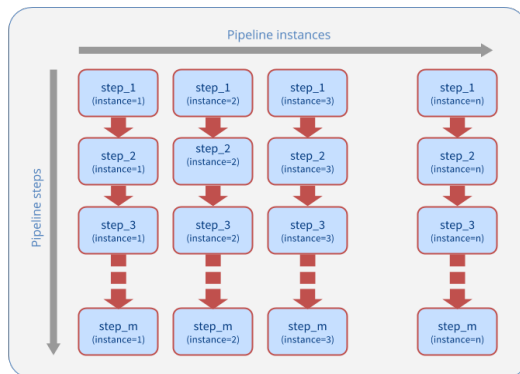 Pipeline instances
Pipeline steps
step_1
(instance=1)
step_1
(instance=2)
step_1
(instance=3)
step_1
(instance=n)
step_2
(instance=1)
step_2
(instance=2)
step_2
(instance=3)
step_2
(instance=n)
step_3
(instance=1)
step_3
(instance=2)
step_3
(instance=3)
step_3
(instance=n)
step_m
(instance=1)
step_m
(instance=2)
step_m
(instance=3)
step_m
(instance=n)